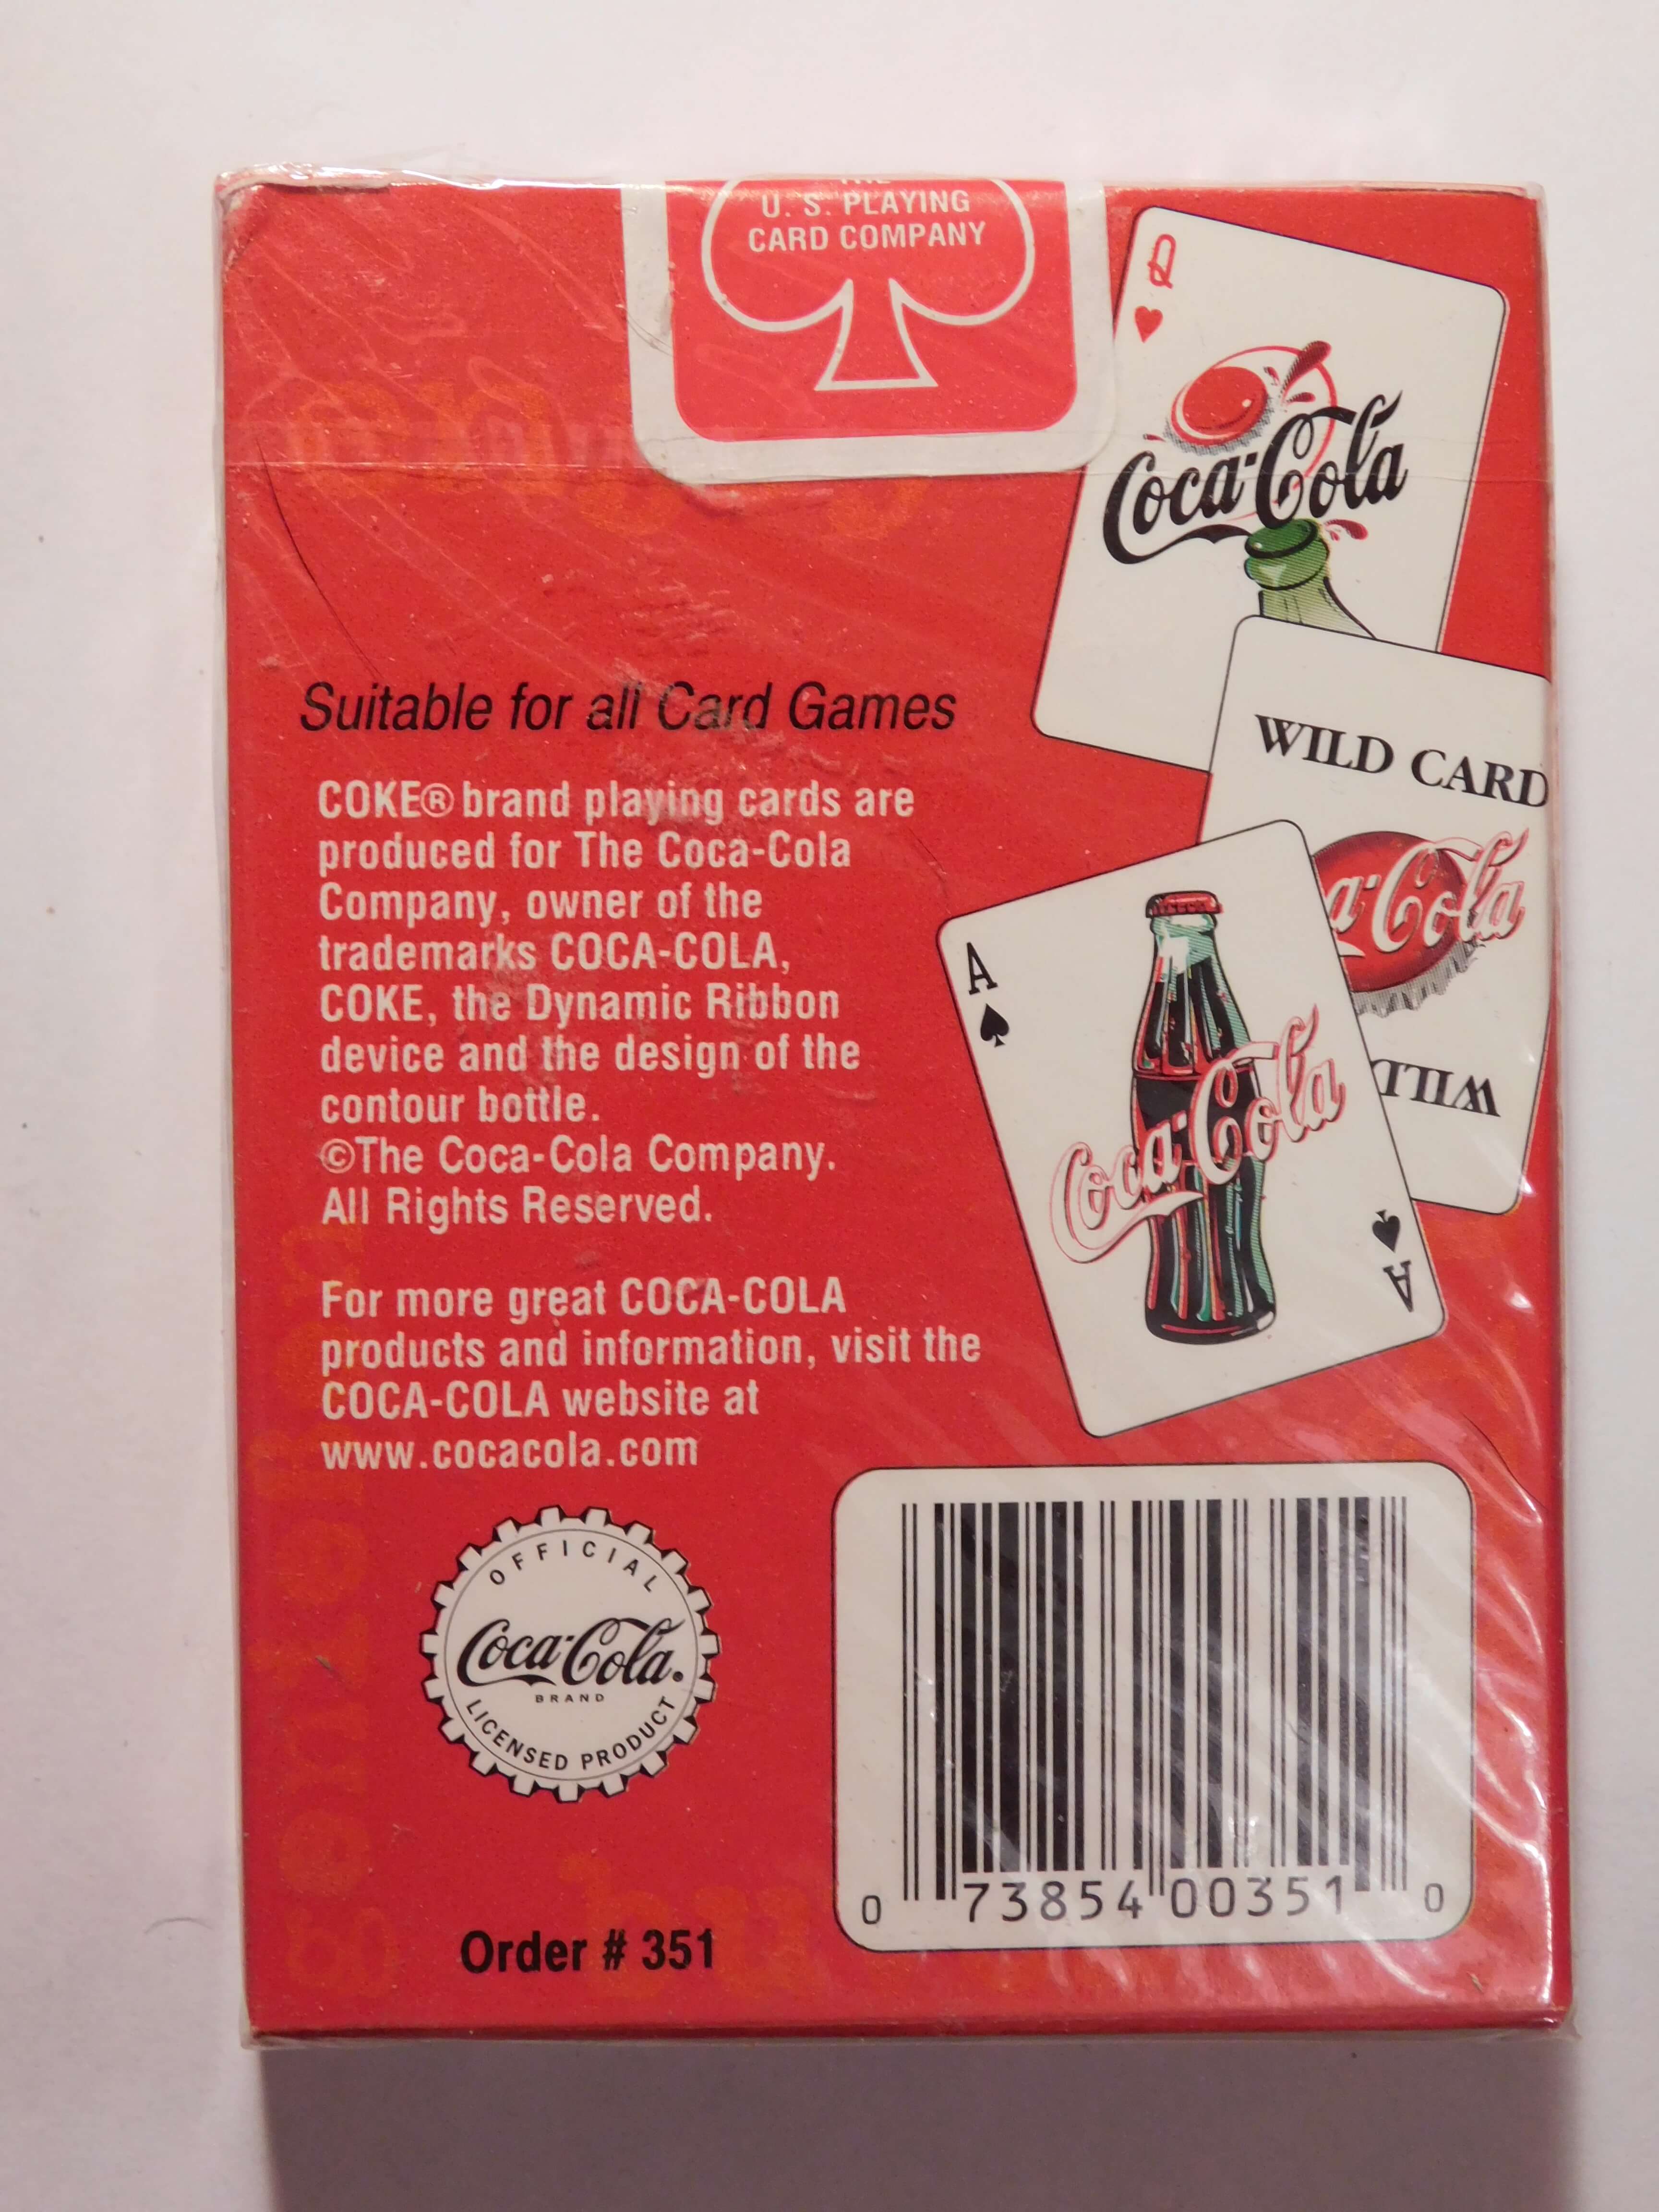 U. S. PLAYING
CARD COMPANY
Q
Coca-Cola
WILD CARD
Cola
WILD
A
Coca-Cola
A
Suitable for all Card Games
COKE® brand playing cards are
produced for The Coca-Cola
Company, owner of the
trademarks COCA-COLA,
COKE, the Dynamic Ribbon
device and the design of the
contour bottle.
©The Coca-Cola Company.
All Rights Reserved.
For more great COCA-COLA
products and information, visit the
COCA-COLA website at
www.cocacola.com
OFFICIAL
Coca-Cola
BRAND
LICENSED PRODUCT
Order # 351
0 73854 00351 0